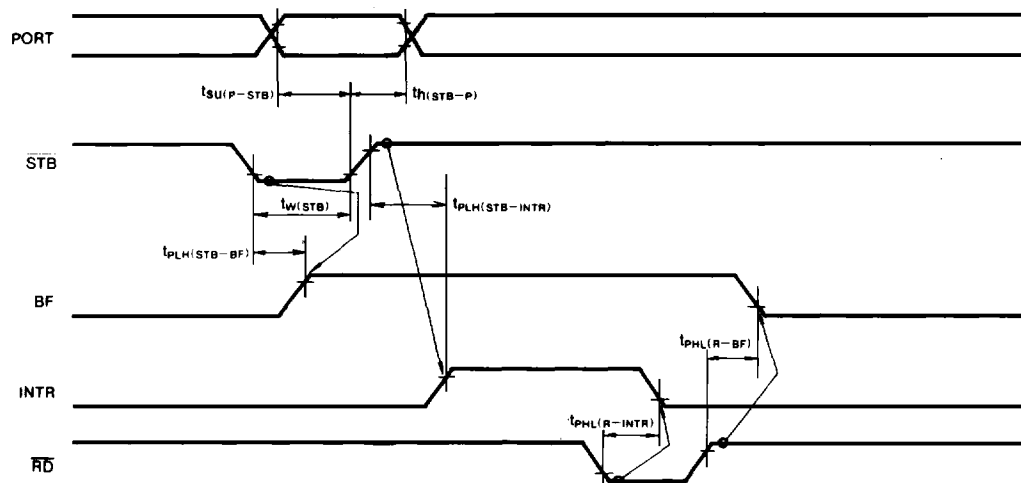 PORT
tSU(P-STB)
th(STB-P)
STB
tW(STB)
tPLH(STB-INTR)
tPLH(STB-BF)
BF
tPHL(R-BF)
INTR
tPHL(R-INTR)
RD